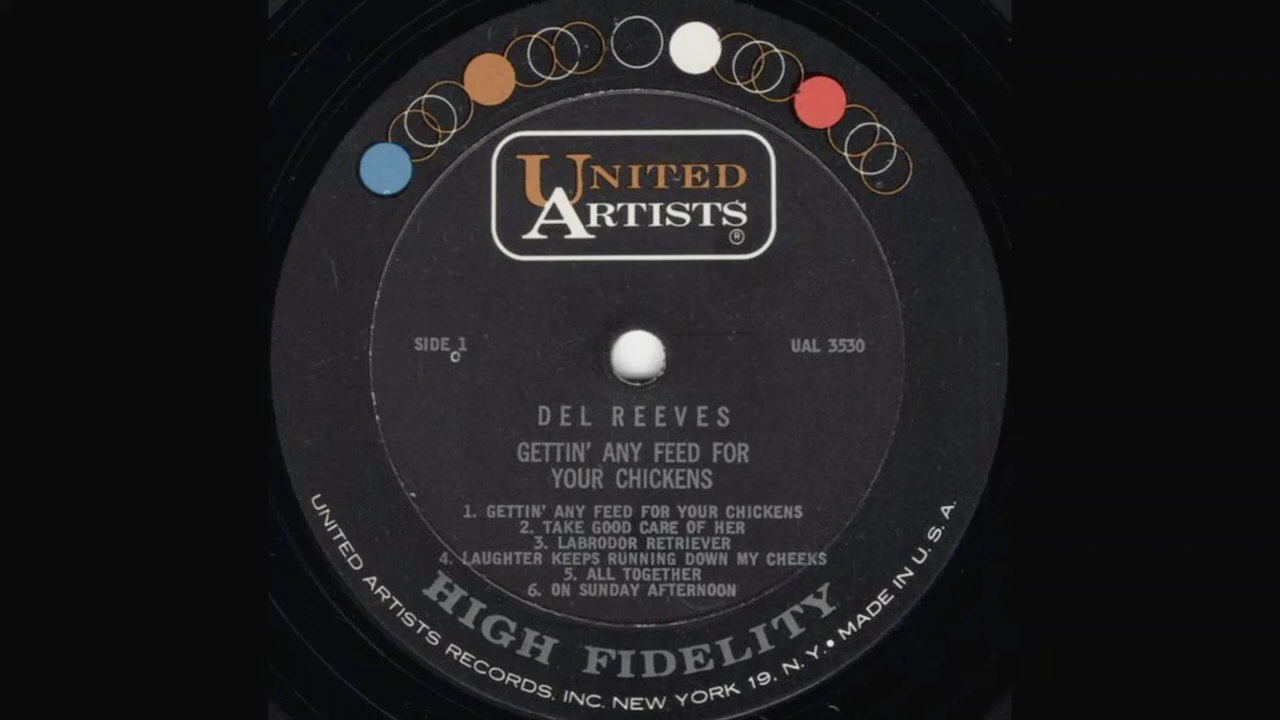 UNITED
ARTISTS
®
SIDE 1
UAL 3530
DEL REEVES
GETTIN' ANY FEED FOR
YOUR CHICKENS
1. GETTIN' ANY FEED FOR YOUR CHICKENS
2. TAKE GOOD CARE OF HER
3. LABRODOR RETRIEVER
4. LAUGHTER KEEPS RUNNING DOWN MY CHEEKS
5. ALL TOGETHER
6. ON SUNDAY AFTERNOON
HIGH FIDELITY
UNITED ARTISTS RECORDS, INC. NEW YORK 19, N. Y. • MADE IN U. S. A.